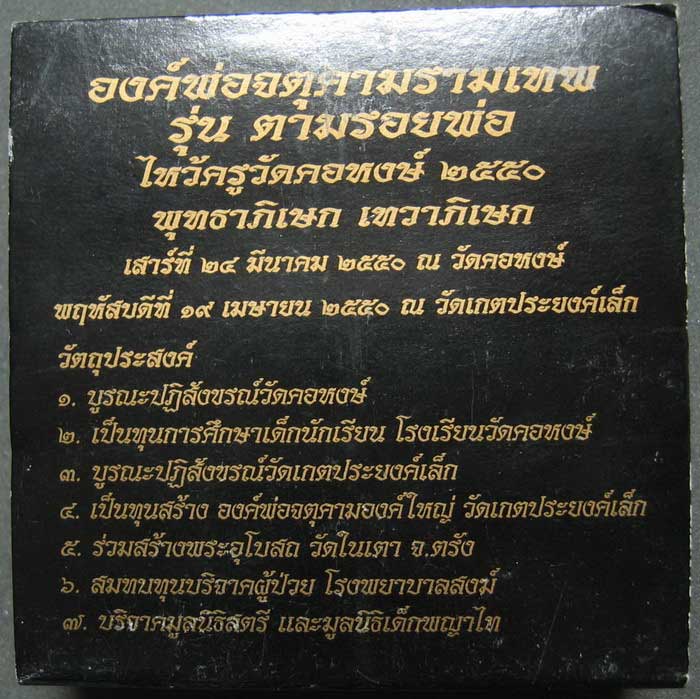 องค์พ่อจตุคามรามเทพ
รุ่น ตามรอยพ่อ
ไหว้ครูวัดคอหงษ์ ๒๕๕๐
พุทธาภิเษก เทวาภิเษก
เสาร์ที่ ๒๔ มีนาคม ๒๕๕๐ ณ วัดคอหงษ์
พฤหัสบดีที่ ๑๙ เมษายน ๒๕๕๐ ณ วัดเกตประยงค์เล็ก
วัตถุประสงค์
๑. บูรณะปฏิสังขรณ์วัดคอหงษ์
๒. เป็นทุนการศึกษาเด็กนักเรียน โรงเรียนวัดคอหงษ์
๓. บูรณะปฏิสังขรณ์วัดเกตประยงค์เล็ก
๔. เป็นทุนสร้าง องค์พ่อจตุคามองค์ใหญ่ วัดเกตประยงค์เล็ก
๕. ร่วมสร้างพระอุโบสถ วัดในเตา จ.ตรัง
๖. สมทบทุนบริจาคผู้ป่วย โรงพยาบาลสงฆ์
๗. บริจาคมูลนิธิสตรี และมูลนิธิเด็กพญาไท